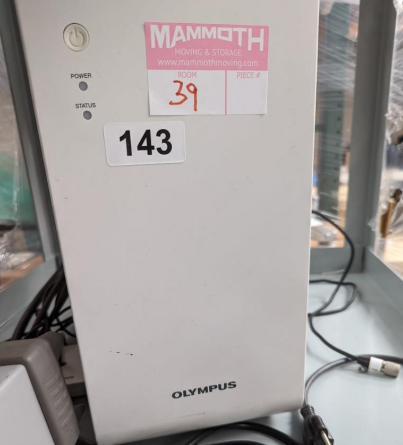 MAMMOTH
MOVING & STORAGE
www.mammothmoving.com
ROOM PIECE #
39
POWER
STATUS
143
OLYMPUS